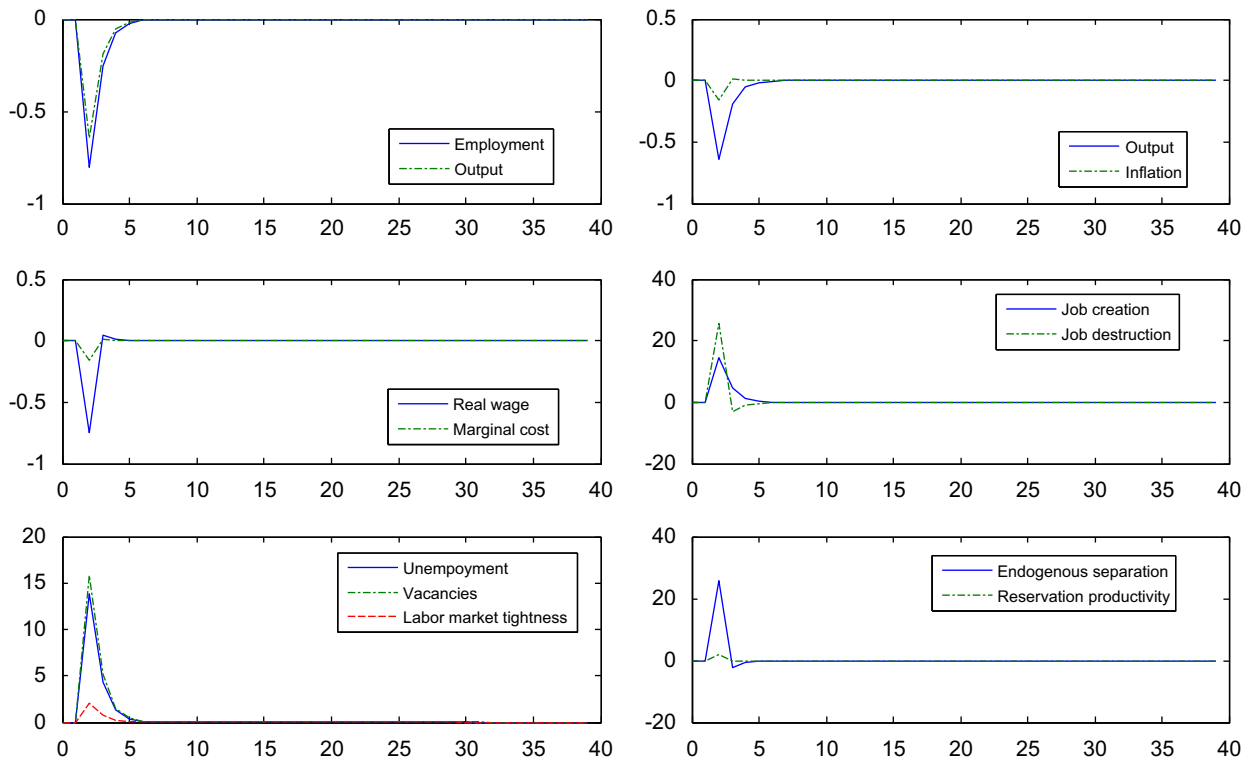 0
-0.5
-1
0 5 10 15 20 25 30 35 40
Employment
Output
0.5
0
-0.5
-1
0 5 10 15 20 25 30 35 40
Output
Inflation
0.5
0
-0.5
-1
0 5 10 15 20 25 30 35 40
Real wage
Marginal cost
40
20
0
-20
0 5 10 15 20 25 30 35 40
Job creation
Job destruction
20
15
10
5
0
0 5 10 15 20 25 30 35 40
Unempoyment
Vacancies
Labor market tightness
40
20
0
-20
0 5 10 15 20 25 30 35 40
Endogenous separation
Reservation productivity